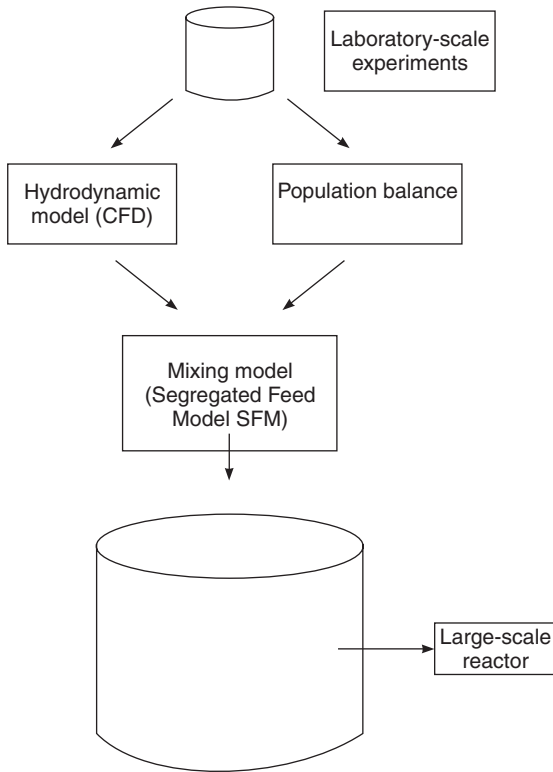 Laboratory-scale
experiments
Hydrodynamic
model (CFD)
Population balance
Mixing model
(Segregated Feed
Model SFM)
Large-scale
reactor